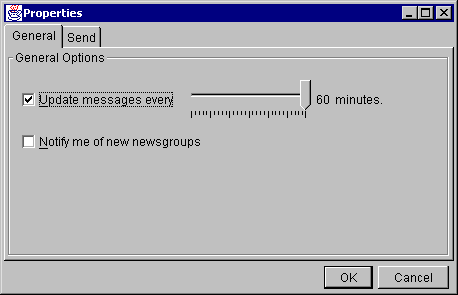 Properties
General Send
General Options
Update messages every 60 minutes.
Notify me of new newsgroups
OK Cancel